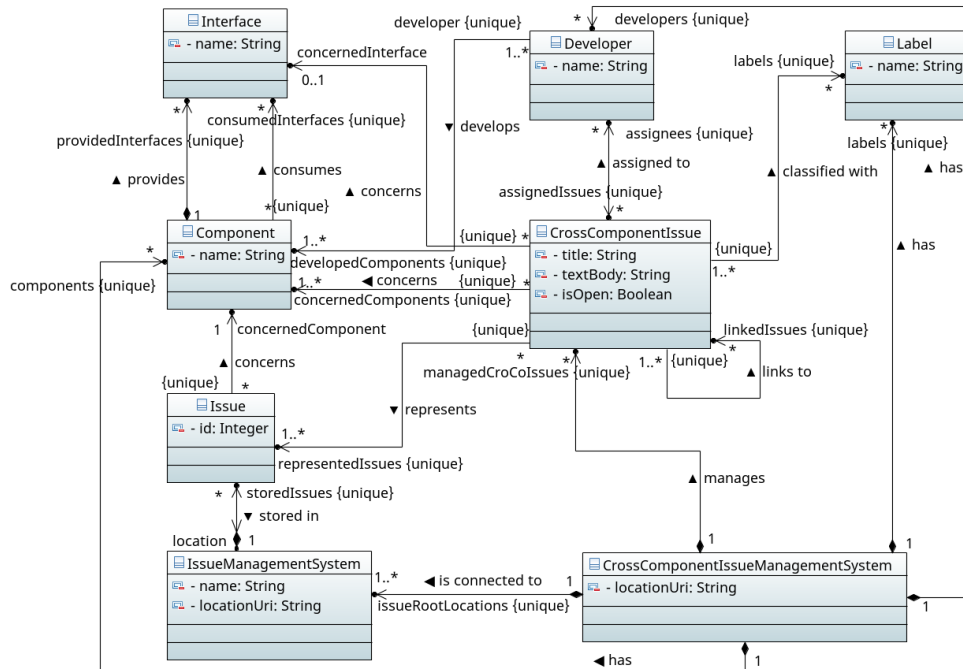 developer {unique}
developers {unique}
*
Interface
- name: String
concernedInterface
0..1
1..*
Developer
- name: String
Label
- name: String
labels {unique}
*
*
*
consumedInterfaces {unique}
providedInterfaces {unique}
▼ develops
*
assignees {unique}
*
labels {unique}
▲ provides
▲ consumes
▲ concerns
▲ assigned to
▲ classified with
▲ has
assignedIssues {unique}
*
1
*{unique}
Component
- name: String
*
1..*
{unique}
*
CrossComponentIssue
- title: String
- textBody: String
- isOpen: Boolean
{unique}
1..*
▲ has
developedComponents {unique}
◀ concerns
{unique}
*
components {unique}
1..*
concernedComponents {unique}
1
concernedComponent
{unique}
*
linkedIssues {unique}
*
1..*
{unique}
▲ links to
▲ concerns
*
managedCroCoIssues {unique}
{unique}
*
Issue
- id: Integer
▼ represents
1..*
representedIssues {unique}
▲ manages
*
storedIssues {unique}
▼ stored in
location
1
1
1
IssueManagementSystem
- name: String
- locationUri: String
1..*
◀ is connected to
1
issueRootLocations {unique}
CrossComponentIssueManagementSystem
- locationUri: String
1
◀ has
1